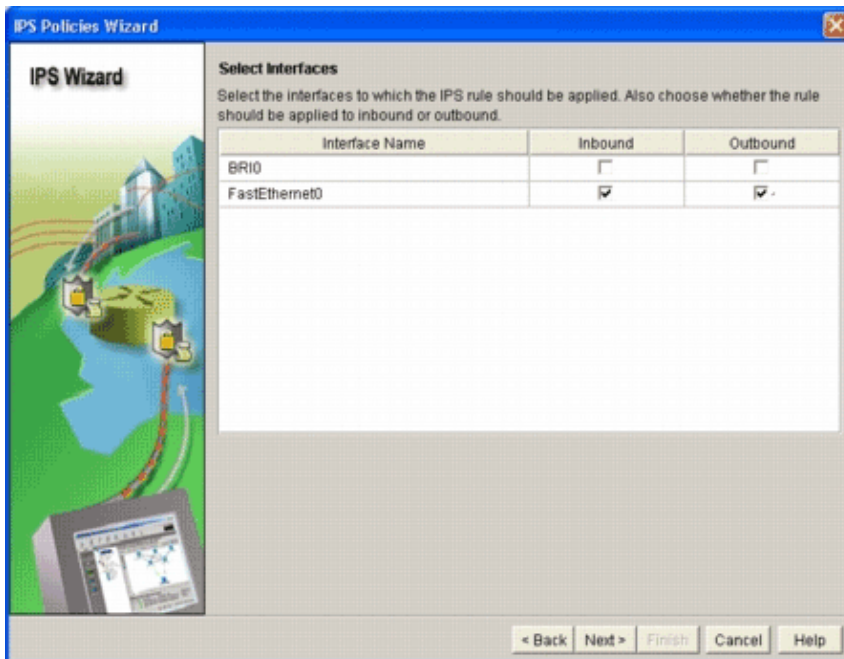 IPS Policies Wizard
IPS Wizard
Select Interfaces
Select the interfaces to which the IPS rule should be applied. Also choose whether the rule
should be applied to inbound or outbound.
Interface Name Inbound Outbound
BRI0
FastEthernet0
< Back Next > Finish Cancel Help